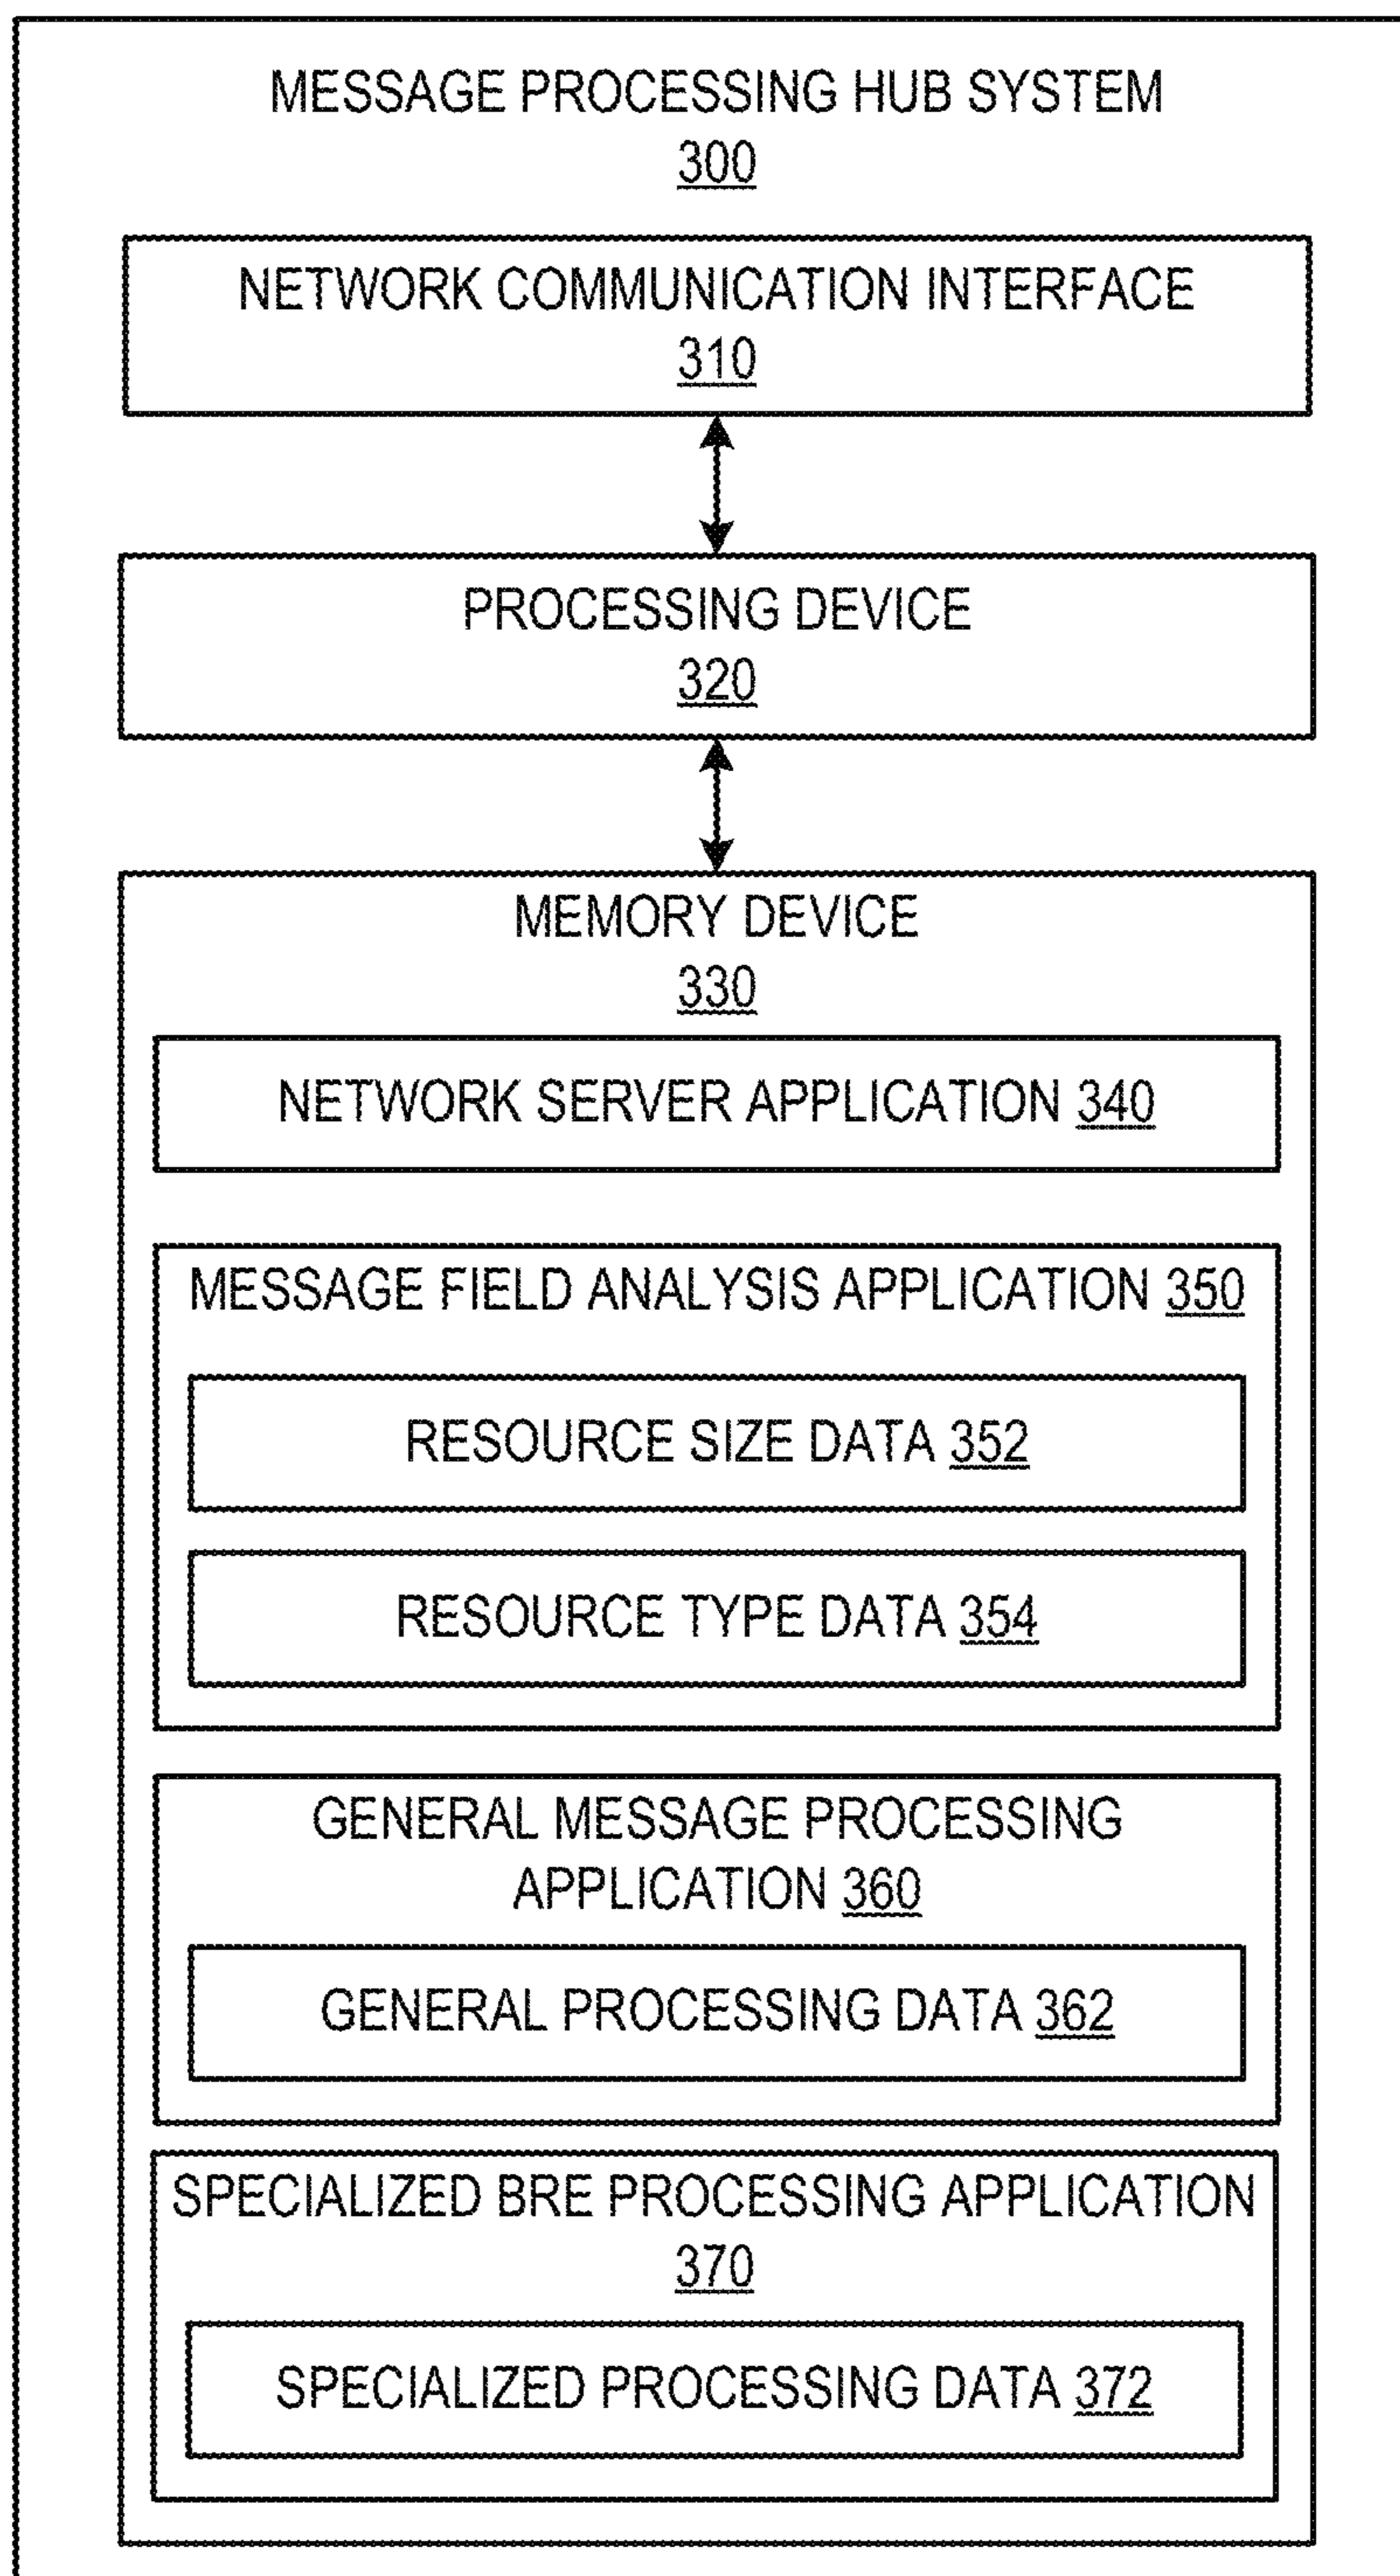 MESSAGE PROCESSING HUB SYSTEM
300
NETWORK COMMUNICATION INTERFACE
310
PROCESSING DEVICE
320
MEMORY DEVICE
330
NETWORK SERVER APPLICATION 340
MESSAGE FIELD ANALYSIS APPLICATION 350
RESOURCE SIZE DATA 352
RESOURCE TYPE DATA 354
GENERAL MESSAGE PROCESSING
APPLICATION 360
GENERAL PROCESSING DATA 362
SPECIALIZED BRE PROCESSING APPLICATION
370
SPECIALIZED PROCESSING DATA 372